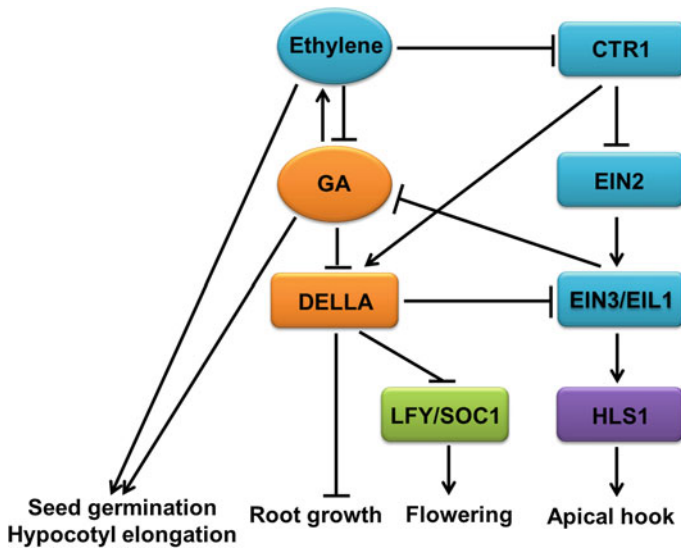 Ethylene
CTR1
GA
EIN2
DELLA
EIN3/EIL1
LFY/SOC1
HLS1
Seed germination
Hypocotyl elongation
Root growth
Flowering
Apical hook